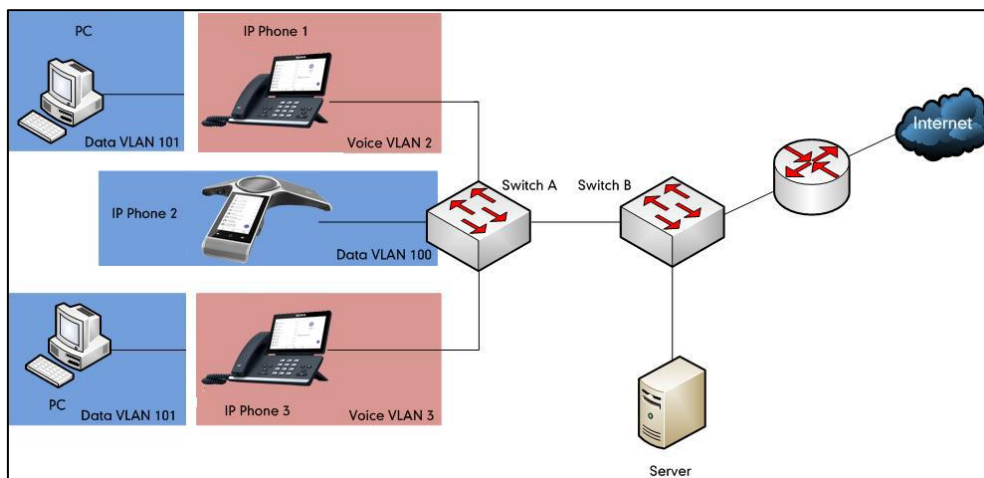 PC
IP Phone 1
Data VLAN 101
Voice VLAN 2
IP Phone 2
Data VLAN 100
Switch A
Switch B
Internet
PC
Data VLAN 101
IP Phone 3
Voice VLAN 3
Server